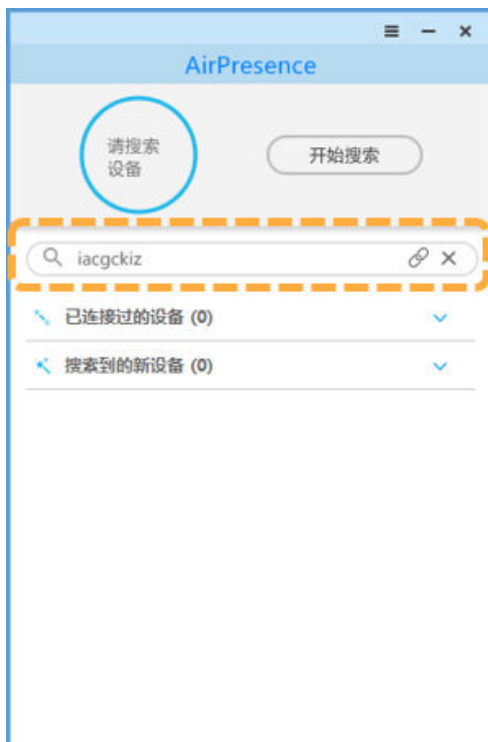 AirPresence
请搜索
设备
开始搜索
iacgckiz
已连接过的设备 (0)
搜索到的新设备 (0)